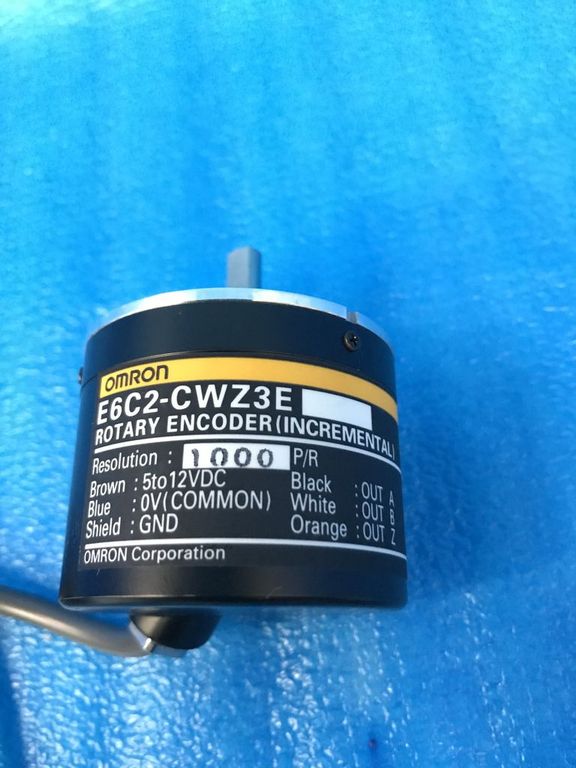 OMRON
E6C2-CWZ3E
ROTARY ENCODER(INCREMENTAL)
Resolution : 1000 P/R
Brown : 5to12VDC Black : OUT A
Blue : 0V(COMMON) White : OUT B
Shield : GND Orange : OUT Z
OMRON Corporation